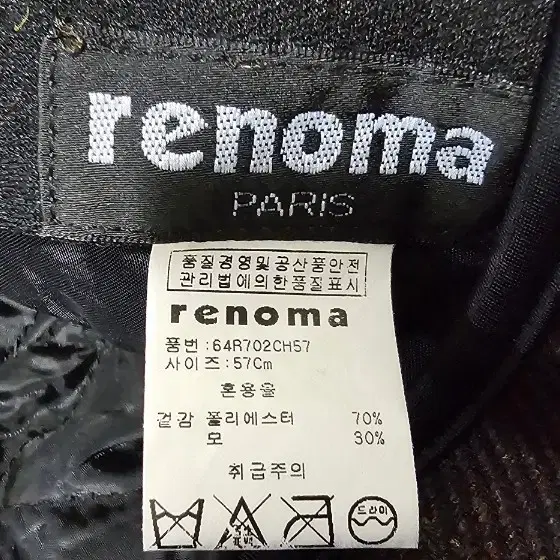 renoma
PARIS
품질경영및공산품안전
관리법에의한품질표시
renoma
품번:64R702CH57
사이즈:57Cm
혼용율
겉감 폴리에스터 70%
모 30%
취급주의
드라이